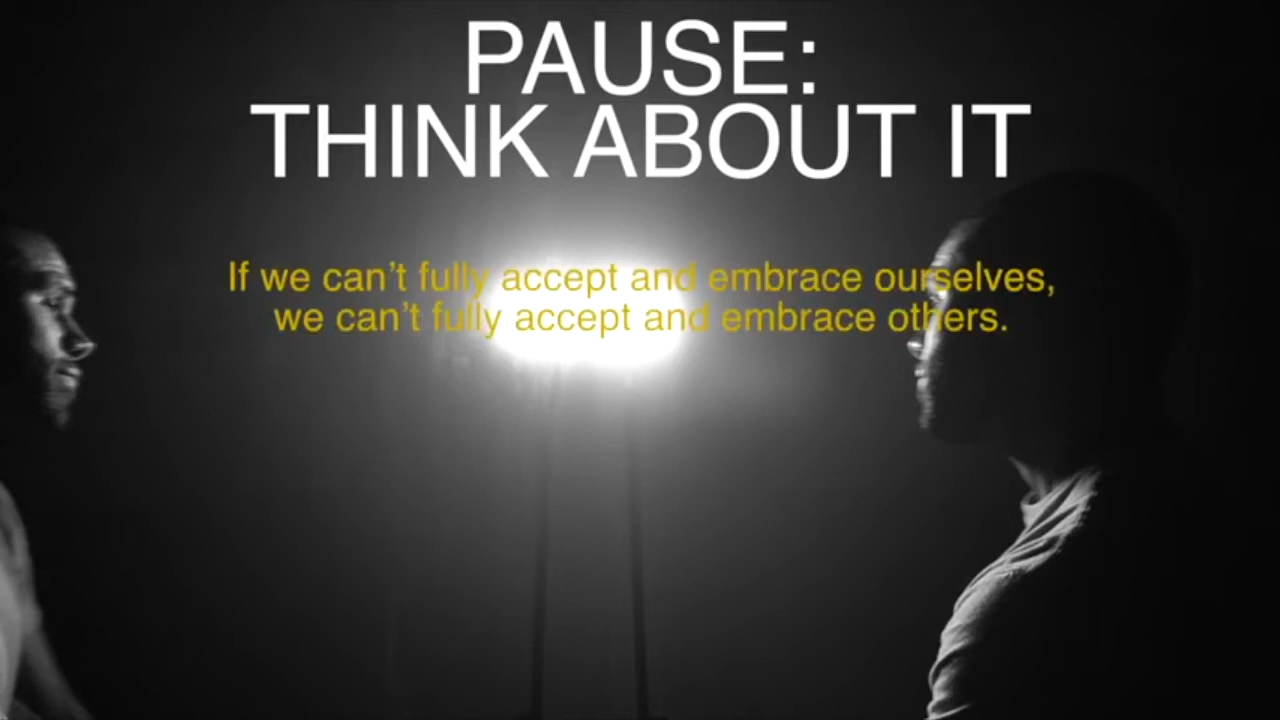 PAUSE:
THINK ABOUT IT
If we can’t fully accept and embrace ourselves,
we can’t fully accept and embrace others.